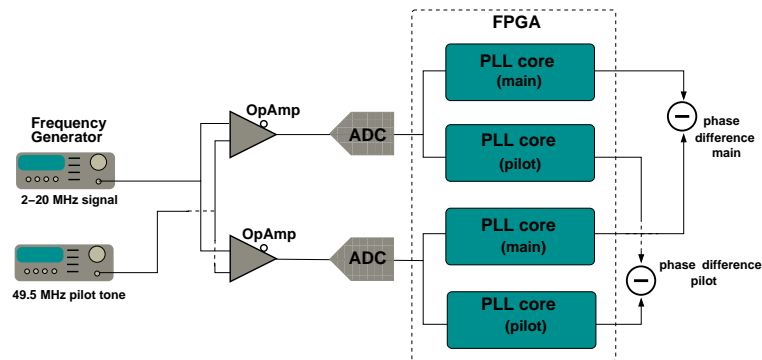 FPGA
PLL core
(main)
OpAmp
Frequency
Generator
ADC
phase
difference
main
PLL core
(pilot)
2–20 MHz signal
OpAmp
PLL core
(main)
ADC
phase difference
pilot
49.5 MHz pilot tone
PLL core
(pilot)